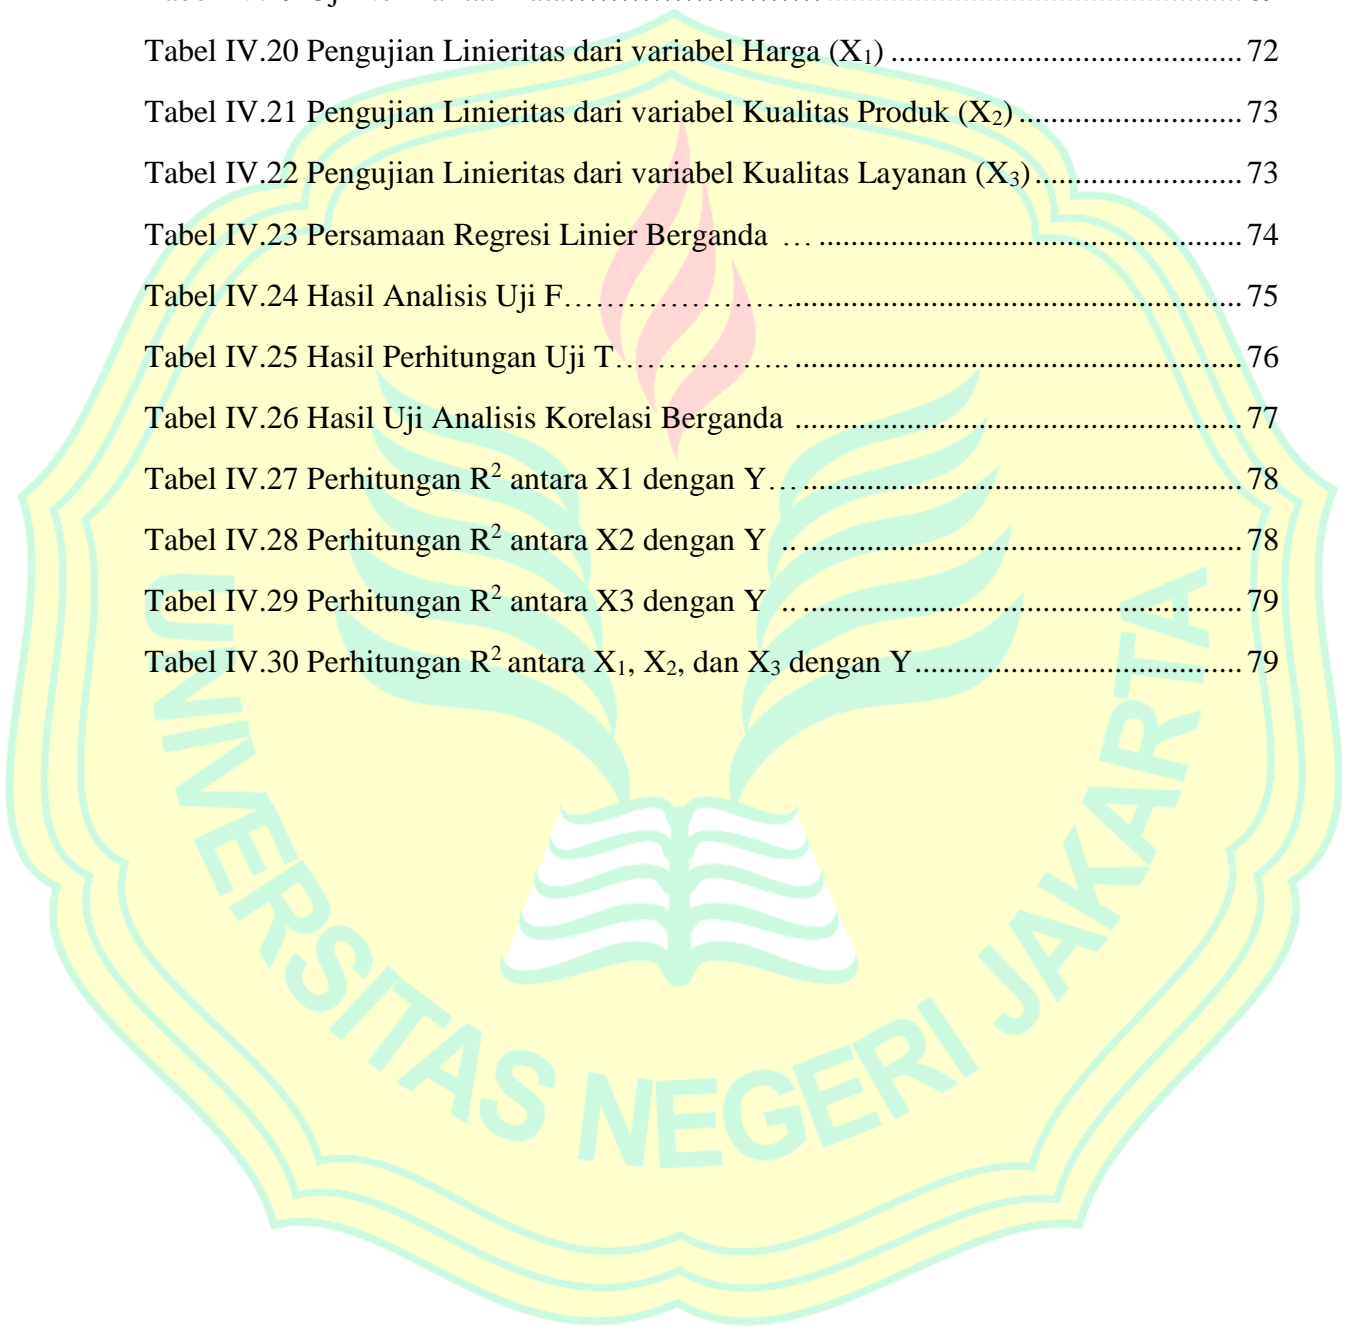 Tabel IV.20 Pengujian Linieritas dari variabel Harga (X₁) ........................................... 72
Tabel IV.21 Pengujian Linieritas dari variabel Kualitas Produk (X₂) ........................... 73
Tabel IV.22 Pengujian Linieritas dari variabel Kualitas Layanan (X₃) ......................... 73
Tabel IV.23 Persamaan Regresi Linier Berganda … .................................................... 74
Tabel IV.24 Hasil Analisis Uji F………………….. ....................................................... 75
Tabel IV.25 Hasil Perhitungan Uji T…………….. ....................................................... 76
Tabel IV.26 Hasil Uji Analisis Korelasi Berganda ....................................................... 77
Tabel IV.27 Perhitungan R² antara X1 dengan Y… ...................................................... 78
Tabel IV.28 Perhitungan R² antara X2 dengan Y .. ...................................................... 78
Tabel IV.29 Perhitungan R² antara X3 dengan Y .. ...................................................... 79
Tabel IV.30 Perhitungan R² antara X₁, X₂, dan X₃ dengan Y ........................................ 79
UNIVERSITAS NEGERI JAKARTA